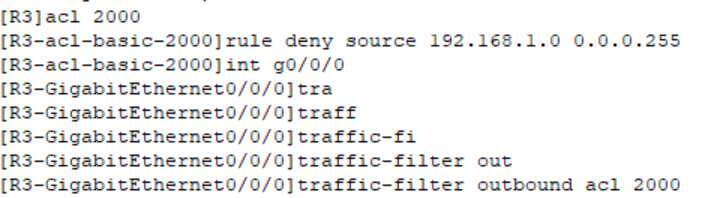 [R3]acl 2000
[R3-acl-basic-2000]rule deny source 192.168.1.0 0.0.0.255
[R3-acl-basic-2000]int g0/0/0
[R3-GigabitEthernet0/0/0]tra
[R3-GigabitEthernet0/0/0]traff
[R3-GigabitEthernet0/0/0]traffic-fi
[R3-GigabitEthernet0/0/0]traffic-filter out
[R3-GigabitEthernet0/0/0]traffic-filter outbound acl 2000